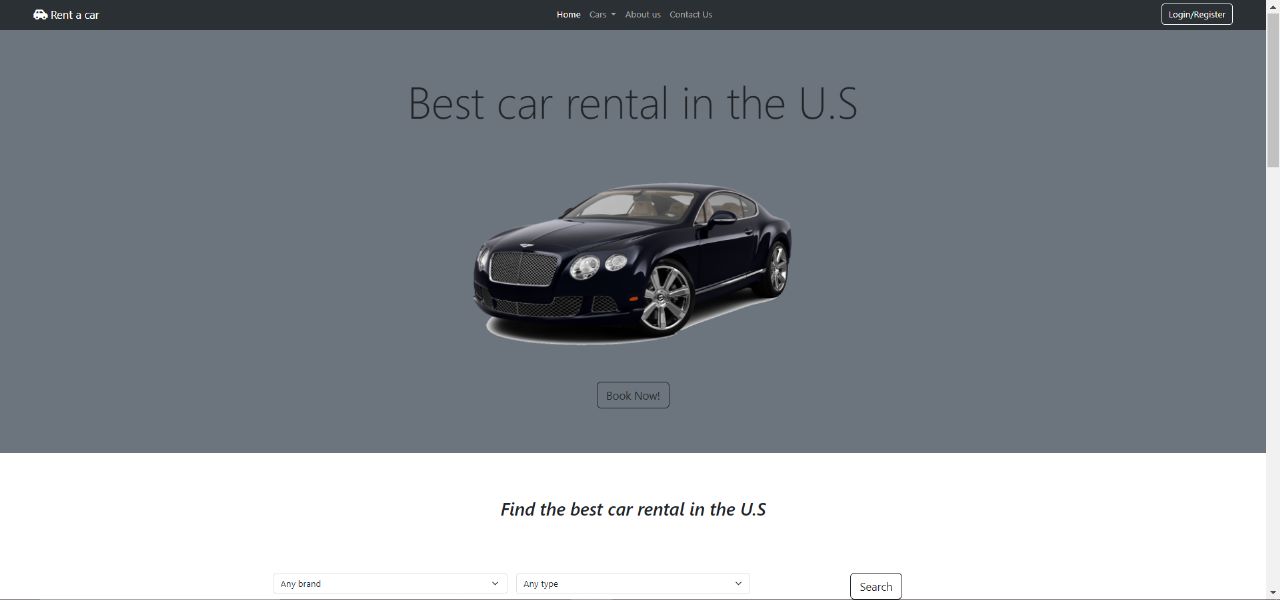 Rent a car
Home Cars About us Contact Us
Login/Register
Best car rental in the U.S
Book Now!
Find the best car rental in the U.S
Any brand
Any type
Search